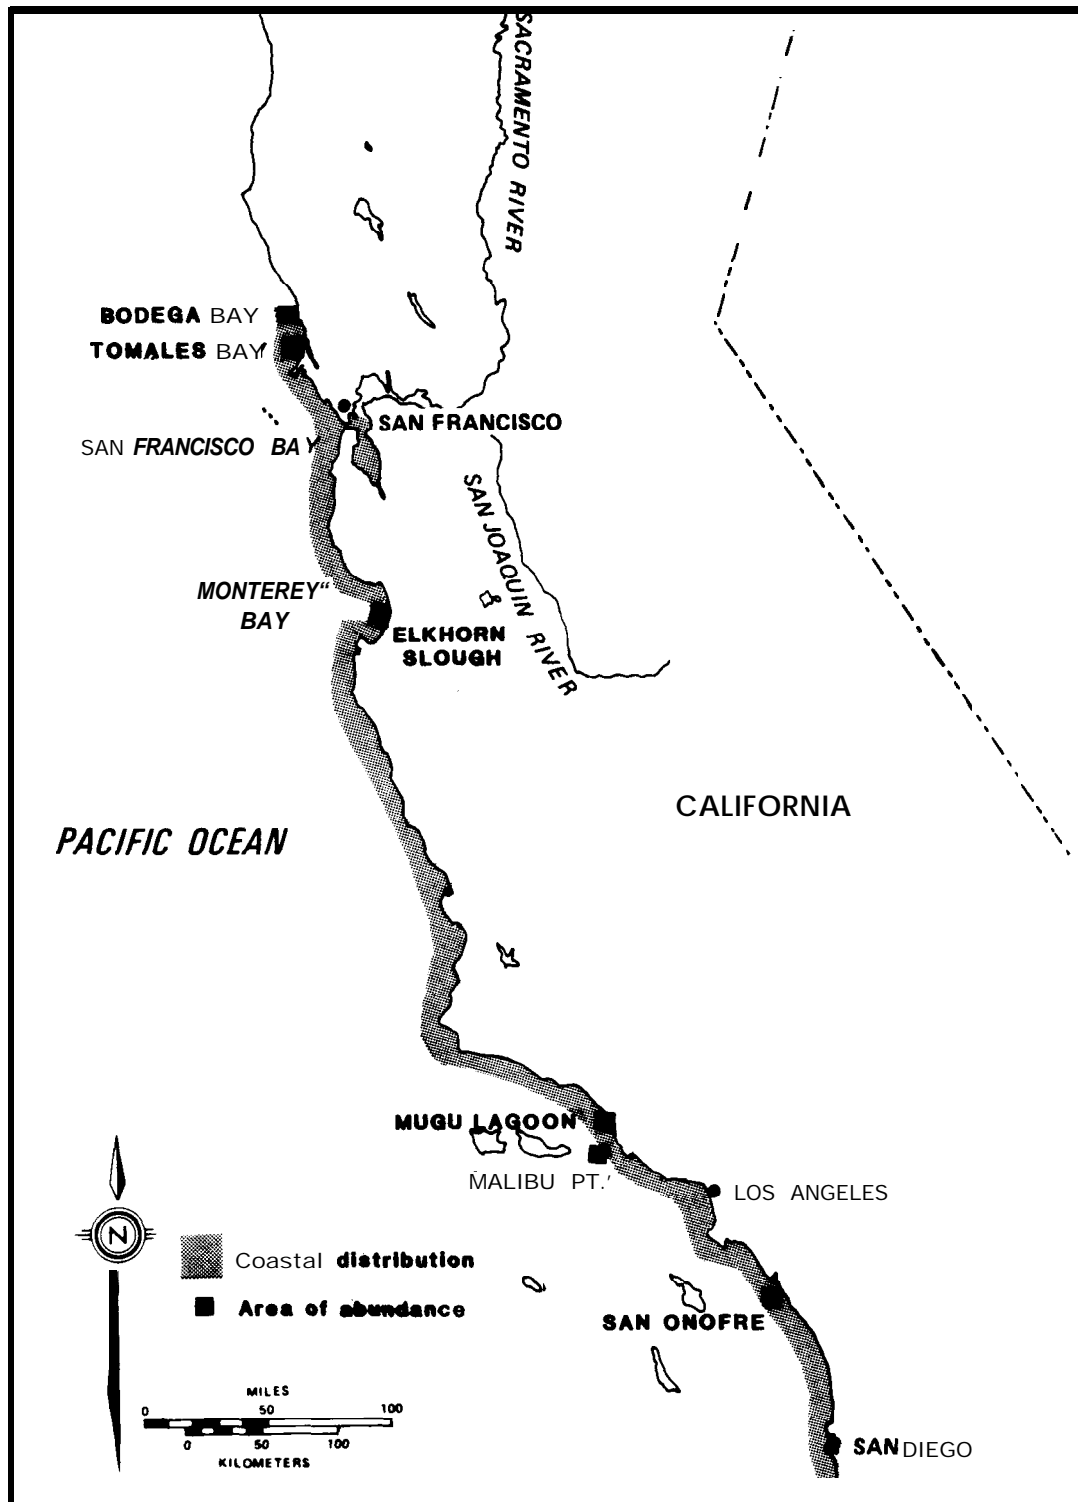 SACRAMENTO RIVER
BODEGA BAY
TOMALES BAY
SAN FRANCISCO
SAN FRANCISCO BAY
SAN JOAQUIN RIVER
MONTEREY“
BAY
ELKHORN
SLOUGH
CALIFORNIA
PACIFIC OCEAN
MUGU LAGOON
MALIBU PT.'
LOS ANGELES
N
Coastal distribution
Area of abundance
SAN ONOFRE
MILES
0 50 100
0 50 100
KILOMETERS
SAN DIEGO